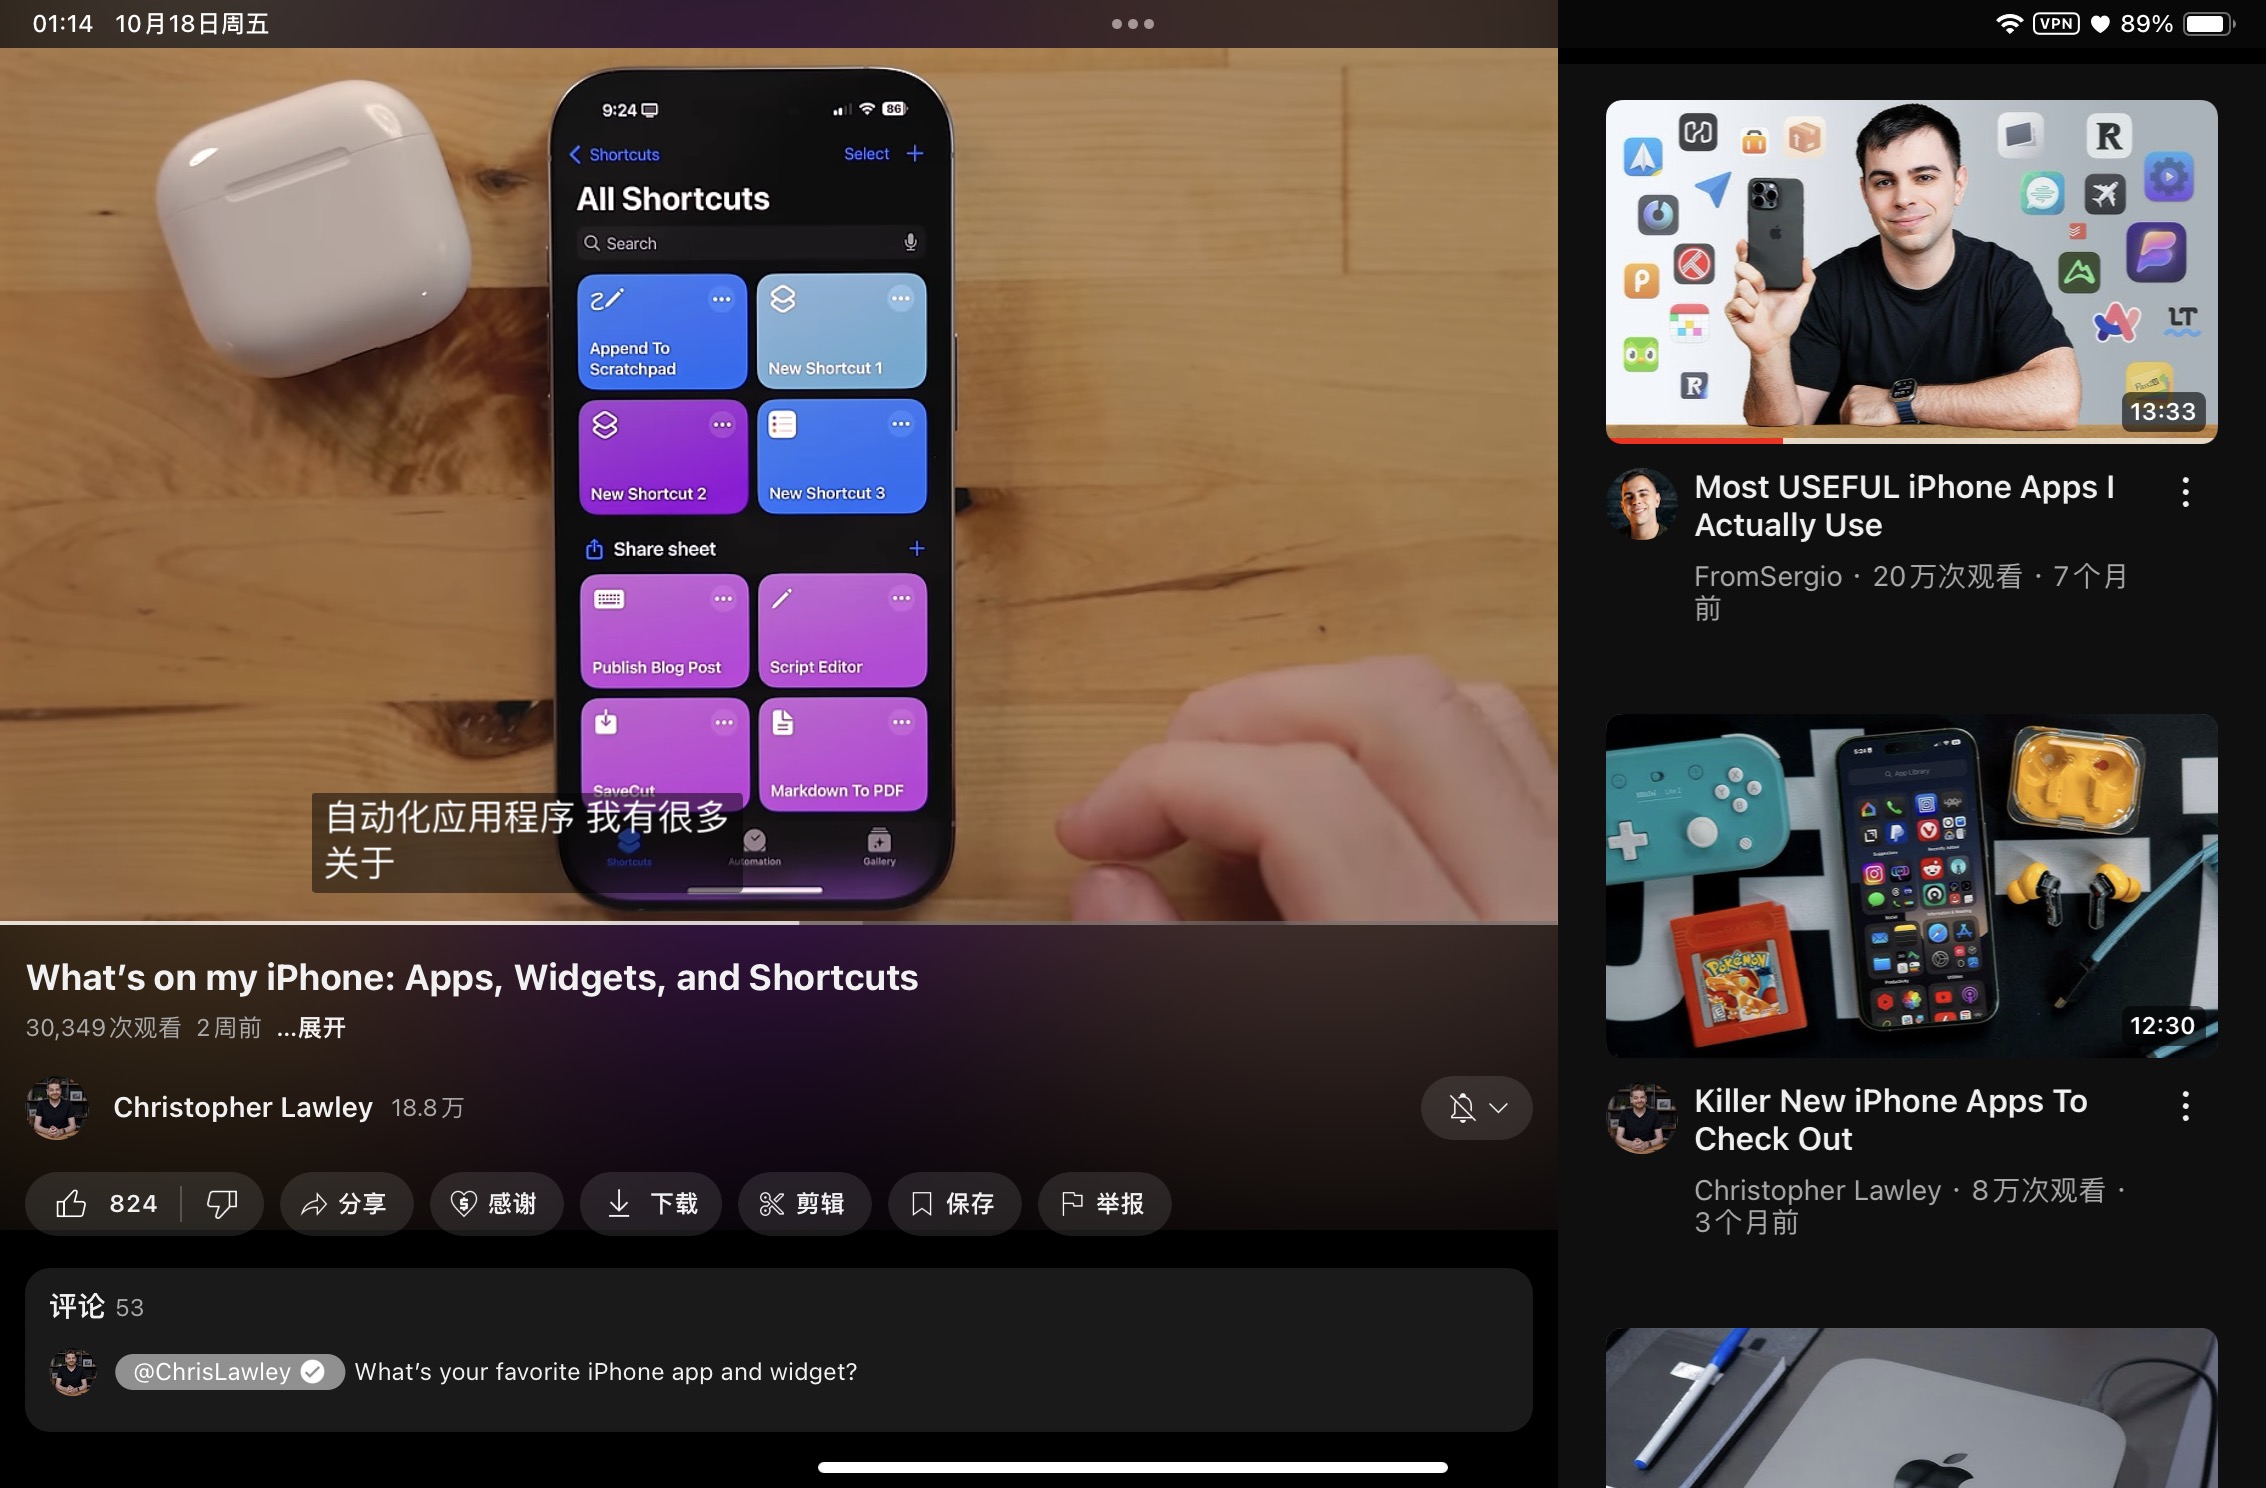 01:14 10月18日周五
VPN 89%
9:24 86
Shortcuts Select
All Shortcuts
Search
Append To
Scratchpad
New Shortcut 1
New Shortcut 2
New Shortcut 3
Share sheet
Publish Blog Post
Script Editor
SaveCut
Markdown To PDF
自动化应用程序 我有很多
关于
Shortcuts Automation Gallery
What's on my iPhone: Apps, Widgets, and Shortcuts
30,349次观看 2周前 ...展开
Christopher Lawley 18.8万
824 分享 感谢 下载 剪辑 保存 举报
评论 53
@ChrisLawley What's your favorite iPhone app and widget?
R
P
LT
R
13:33
Most USEFUL iPhone Apps I
Actually Use
FromSergio · 20万次观看 · 7个月
前
App Library
POKéMON
12:30
Killer New iPhone Apps To
Check Out
Christopher Lawley · 8万次观看 ·
3个月前